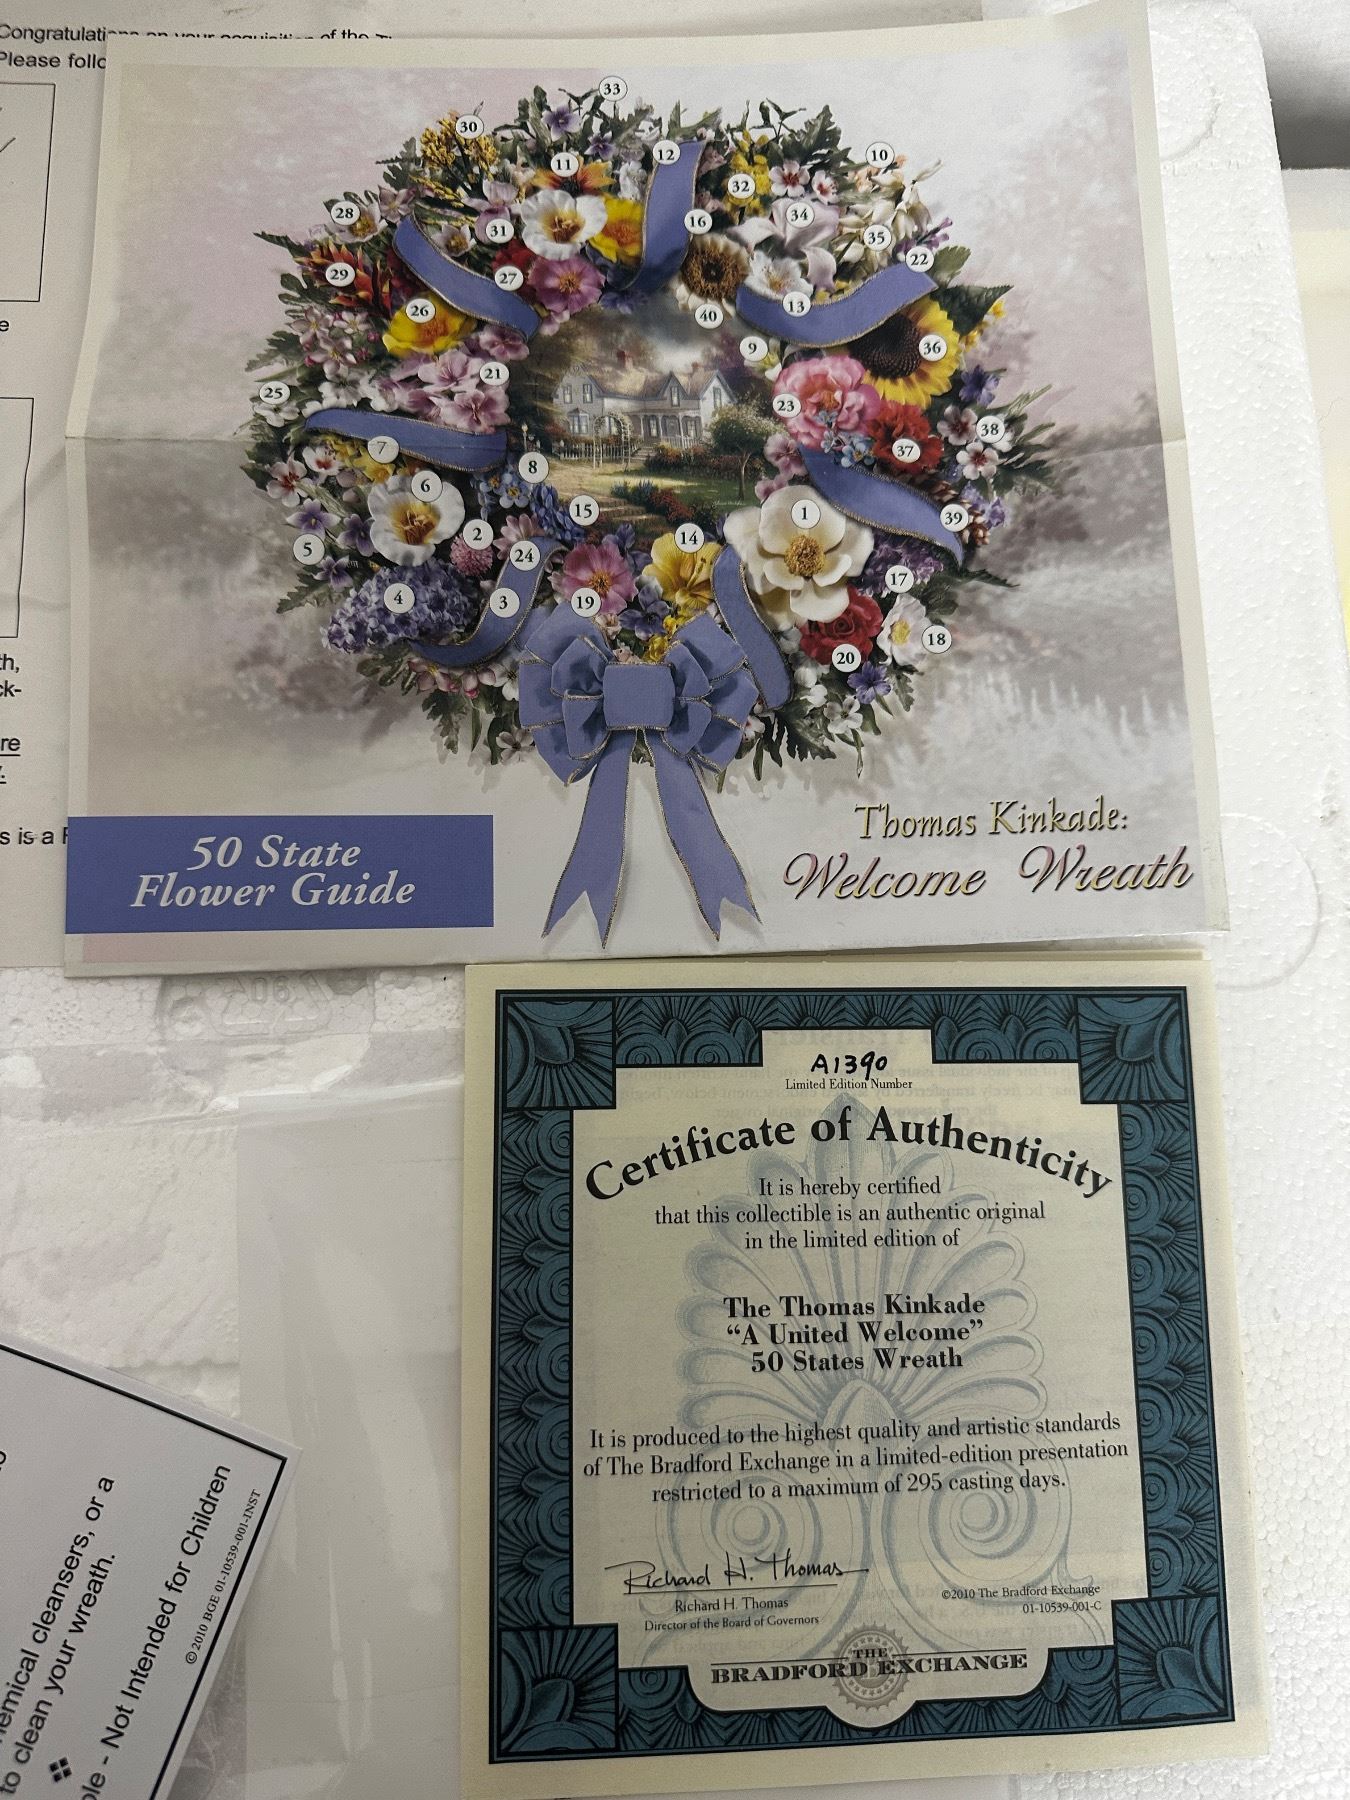 Congratulations on your acquisition of the
Please follo
e
th,
ck-
re
y.
s is a
33
30
12
10
11
32
28
34
31
16
35
22
29
27
26
13
40
9
36
21
25
23
38
7
37
8
6
15
1
39
2
14
5
24
17
4
3
19
18
20
Thomas Kinkade:
Welcome Wreath
50 State
Flower Guide
A1390
Limited Edition Number
Certificate of Authenticity
It is hereby certified
that this collectible is an authentic original
in the limited edition of
The Thomas Kinkade
“A United Welcome”
50 States Wreath
It is produced to the highest quality and artistic standards
of The Bradford Exchange in a limited-edition presentation
restricted to a maximum of 295 casting days.
Richard H. Thomas
Richard H. Thomas
Director of the Board of Governors
©2010 The Bradford Exchange
01-10539-001-C
THE
BRADFORD EXCHANGE
emical cleansers, or a
to clean your wreath.
ple - Not Intended for Children
©2010 BGE 01-10539-001-INST